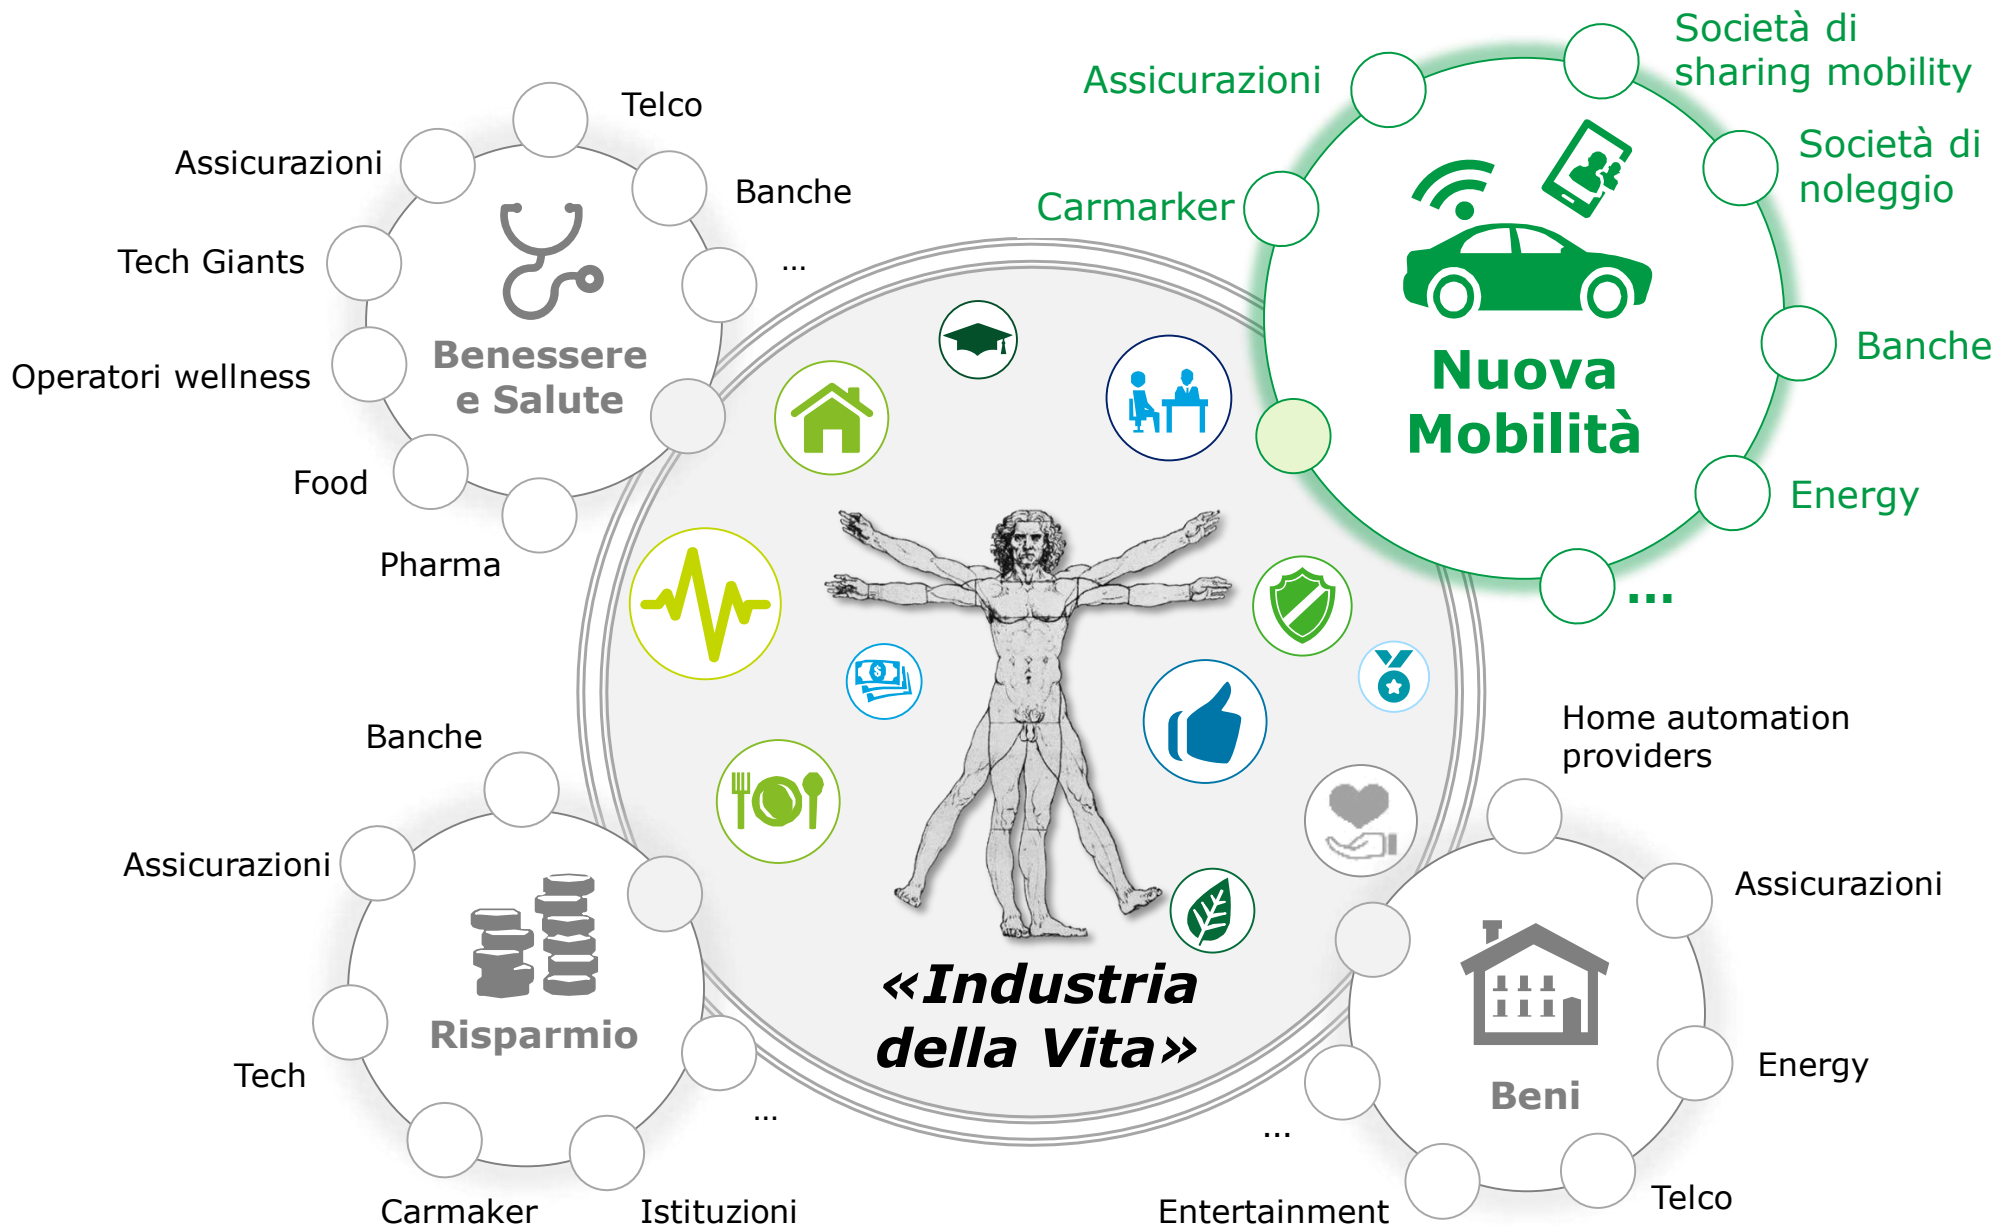 Telco
Assicurazioni
Banche
Tech Giants
...
Operatori wellness
Food
Pharma
Benessere
e Salute
Società di
sharing mobility
Assicurazioni
Società di
noleggio
Carmarker
Banche
Energy
...
Nuova
Mobilità
Banche
Assicurazioni
Tech
Carmaker
Istituzioni
...
Risparmio
«Industria
della Vita»
Home automation
providers
Assicurazioni
Energy
Telco
Entertainment
...
Beni